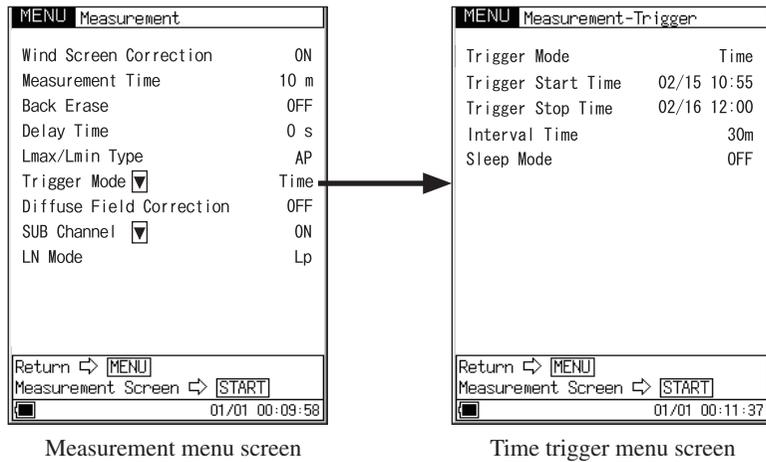 MENU Measurement
Wind Screen Correction ON
Measurement Time 10 m
Back Erase OFF
Delay Time 0 s
Lmax/Lmin Type AP
Trigger Mode ▼ Time
Diffuse Field Correction OFF
SUB Channel ▼ ON
LN Mode Lp
Return ⇨ MENU
Measurement Screen ⇨ START
01/01 00:09:58
Measurement menu screen
MENU Measurement-Trigger
Trigger Mode Time
Trigger Start Time 02/15 10:55
Trigger Stop Time 02/16 12:00
Interval Time 30m
Sleep Mode OFF
Return ⇨ MENU
Measurement Screen ⇨ START
01/01 00:11:37
Time trigger menu screen